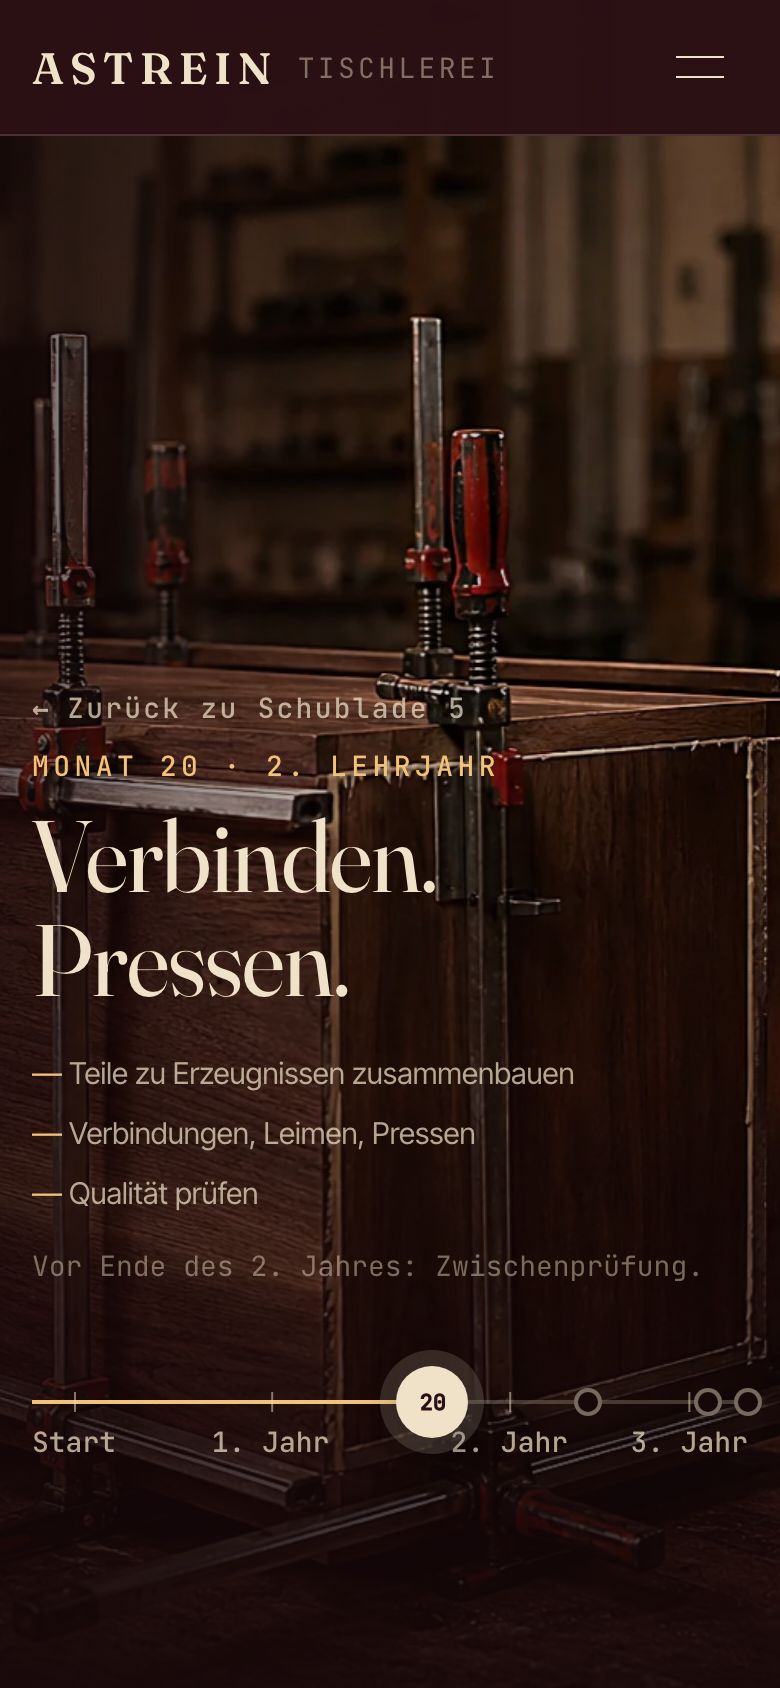 ASTREIN TISCHLEREI
← Zurück zu Schublade 5
MONAT 20 · 2. LEHRJAHR
Verbinden.
Pressen.
— Teile zu Erzeugnissen zusammenbauen
— Verbindungen, Leimen, Pressen
— Qualität prüfen
Vor Ende des 2. Jahres: Zwischenprüfung.
20
Start 1. Jahr 2. Jahr 3. Jahr